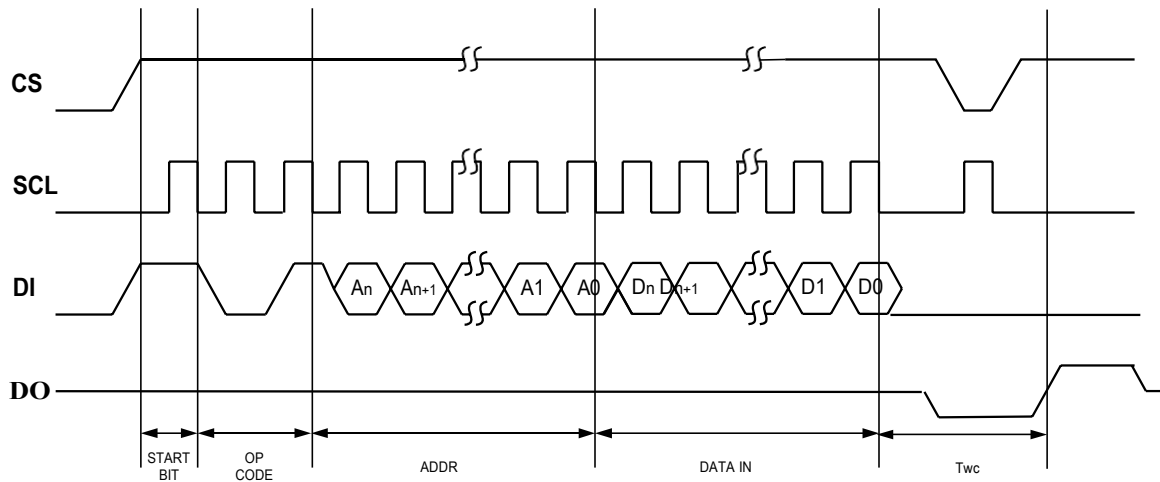 CS
SCL
DI
An An+1 A1 A0 Dn Dn+1 D1 D0
DO
START BIT
OP CODE
ADDR
DATA IN
Twc